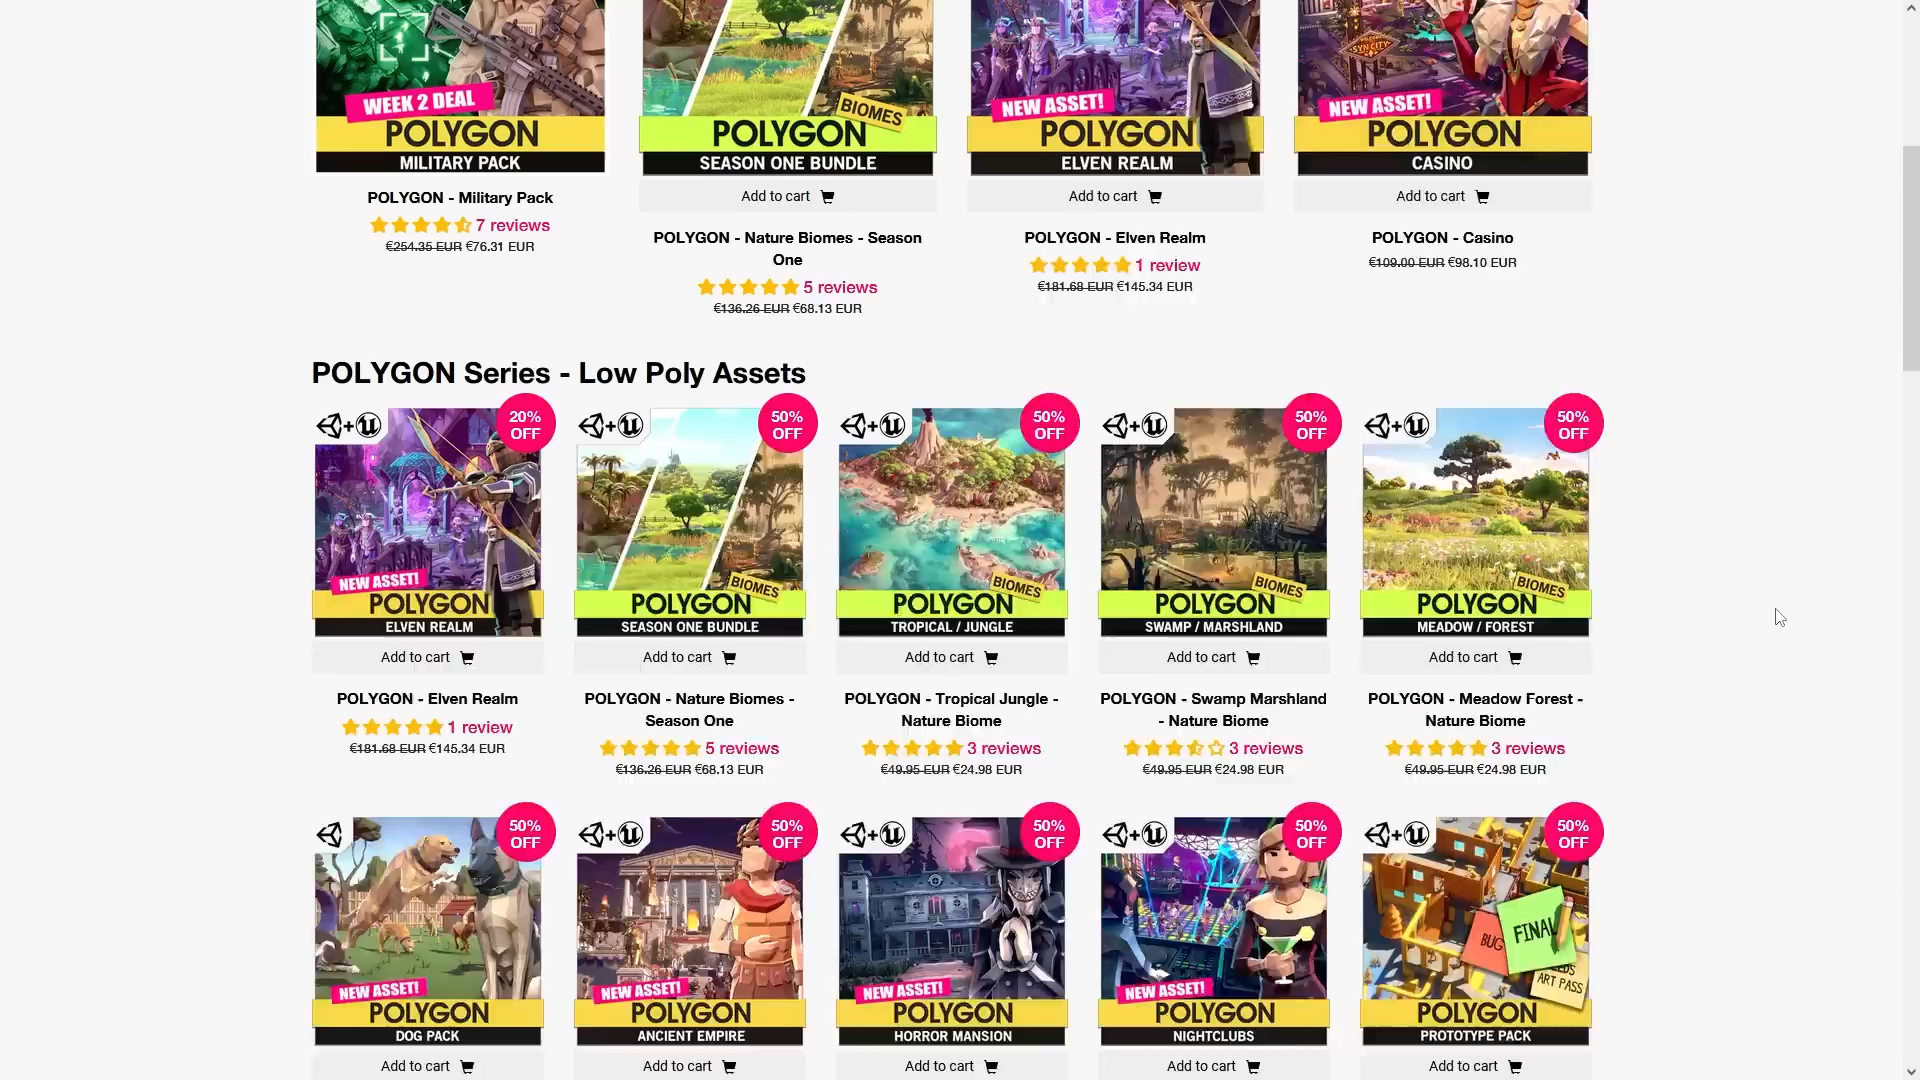 WEEK 2 DEAL
POLYGON
MILITARY PACK
BIOMES
POLYGON
SEASON ONE BUNDLE
NEW ASSET!
POLYGON
ELVEN REALM
SYN CITY
NEW ASSET!
POLYGON
CASINO
Add to cart
Add to cart
Add to cart
POLYGON - Military Pack
7 reviews
€254.35 EUR €76.31 EUR
POLYGON - Nature Biomes - Season
One
5 reviews
€136.26 EUR €68.13 EUR
POLYGON - Elven Realm
1 review
€181.68 EUR €145.34 EUR
POLYGON - Casino
€109.00 EUR €98.10 EUR
POLYGON Series - Low Poly Assets
20%
OFF
NEW ASSET!
POLYGON
ELVEN REALM
Add to cart
POLYGON - Elven Realm
1 review
€181.68 EUR €145.34 EUR
50%
OFF
BIOMES
POLYGON
SEASON ONE BUNDLE
Add to cart
POLYGON - Nature Biomes -
Season One
5 reviews
€136.26 EUR €68.13 EUR
50%
OFF
BIOMES
POLYGON
TROPICAL / JUNGLE
Add to cart
POLYGON - Tropical Jungle -
Nature Biome
3 reviews
€49.95 EUR €24.98 EUR
50%
OFF
BIOMES
POLYGON
SWAMP / MARSHLAND
Add to cart
POLYGON - Swamp Marshland
- Nature Biome
3 reviews
€49.95 EUR €24.98 EUR
50%
OFF
BIOMES
POLYGON
MEADOW / FOREST
Add to cart
POLYGON - Meadow Forest -
Nature Biome
3 reviews
€49.95 EUR €24.98 EUR
50%
OFF
NEW ASSET!
POLYGON
DOG PACK
Add to cart
50%
OFF
NEW ASSET!
POLYGON
ANCIENT EMPIRE
Add to cart
50%
OFF
NEW ASSET!
POLYGON
HORROR MANSION
Add to cart
50%
OFF
NEW ASSET!
POLYGON
NIGHTCLUBS
Add to cart
50%
OFF
BUG
FINAL
ART PASS
POLYGON
PROTOTYPE PACK
Add to cart